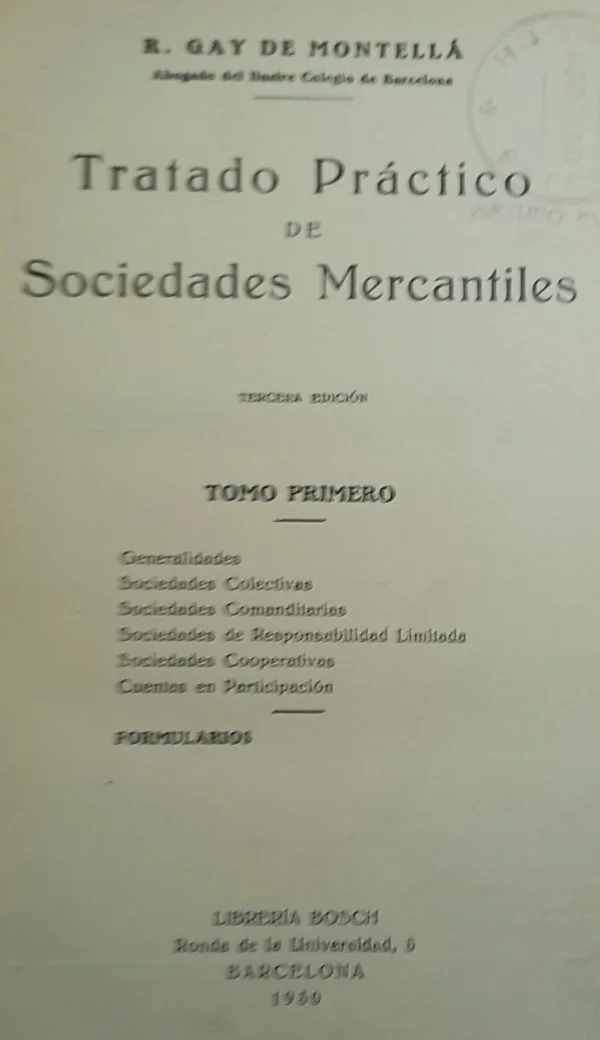 R. GAY DE MONTELLÁ
Abogado del Ilustre Colegio de Barcelona
Tratado Práctico
DE
Sociedades Mercantiles
TERCERA EDICIÓN
TOMO PRIMERO
Generalidades
Sociedades Colectivas
Sociedades Comanditarias
Sociedades de Responsabilidad Limitada
Sociedades Cooperativas
Cuentas en Participación
FORMULARIOS
LIBRERÍA BOSCH
Ronda de la Universidad, 5
BARCELONA
1930